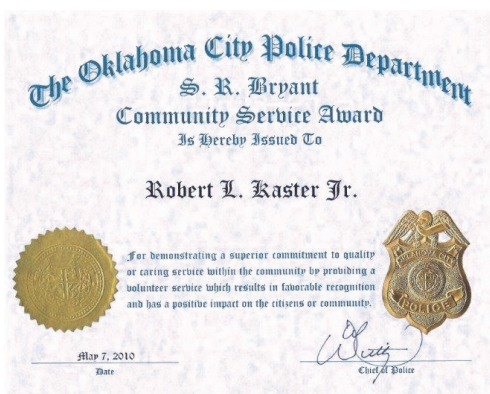 The Oklahoma City Police Department
S. R. Bryant
Community Service Award
Is Hereby Issued To
Robert L. Kaster Jr.
For demonstrating a superior commitment to quality
or caring service within the community by providing a
volunteer service which results in favorable recognition
and has a positive impact on the citizens or community.
OKLAHOMA CITY
POLICE
May 7, 2010
Date
Chief of Police